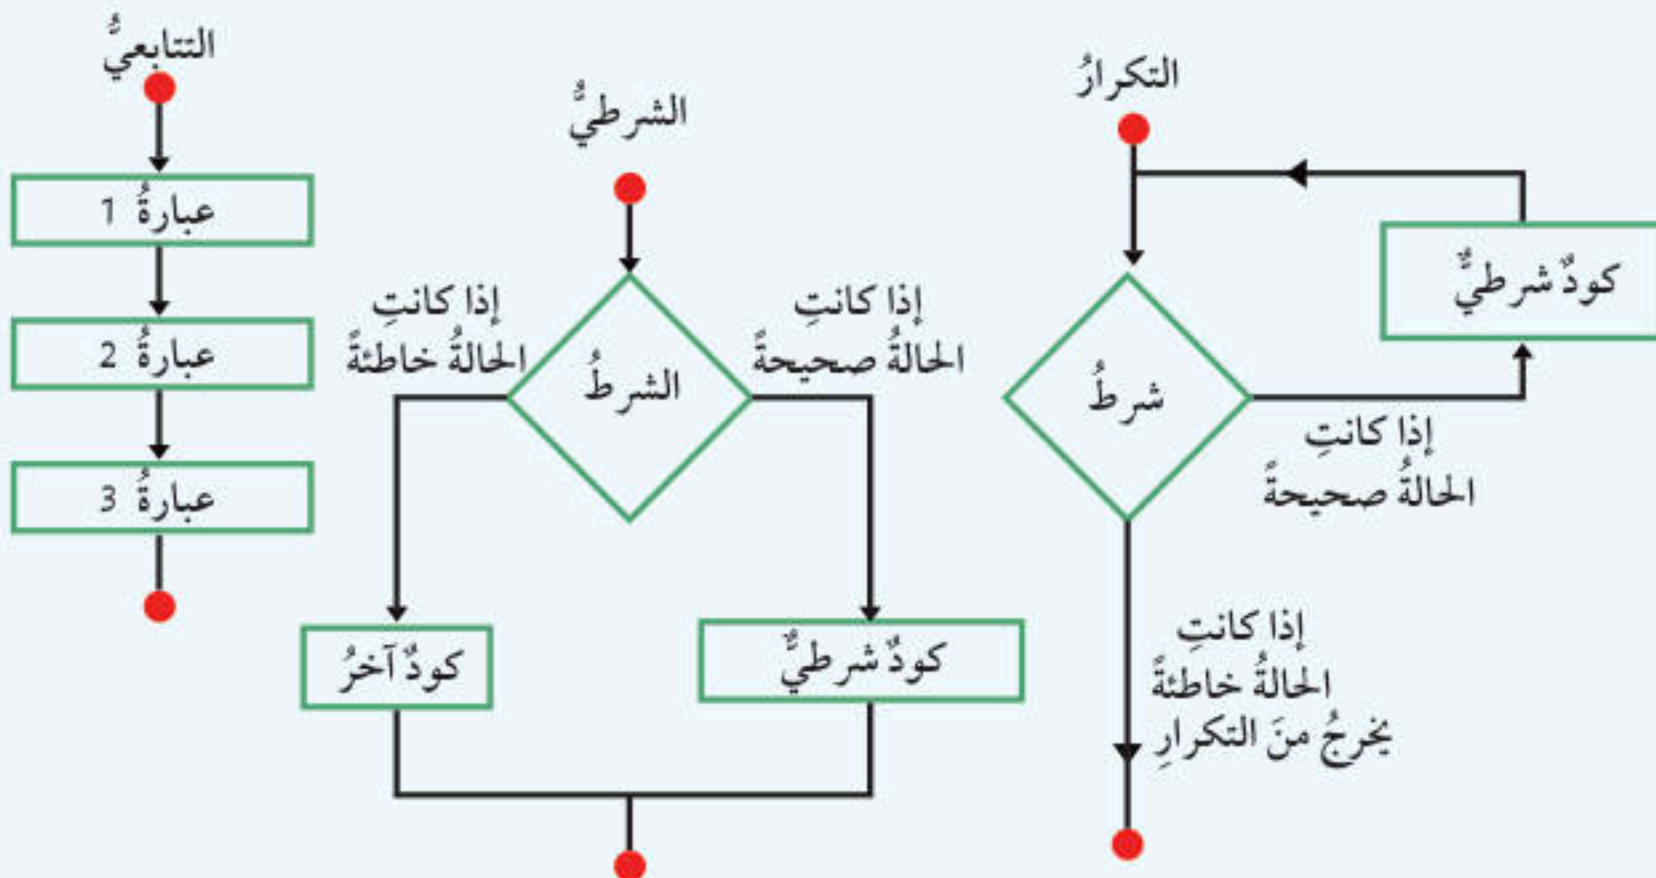 التتابعيُّ
عبارةُ 1
عبارةُ 2
عبارةُ 3
الشرطيُّ
إذا كانتِ
الحالةُ خاطئةً
إذا كانتِ
الحالةُ صحيحةً
الشرطُ
كودٌ آخرُ
كودٌ شرطيٌّ
التكرارُ
كودٌ شرطيٌّ
شرطُ
إذا كانتِ
الحالةُ صحيحةً
إذا كانتِ
الحالةُ خاطئةً
يخرجُ منَ التكرارِ